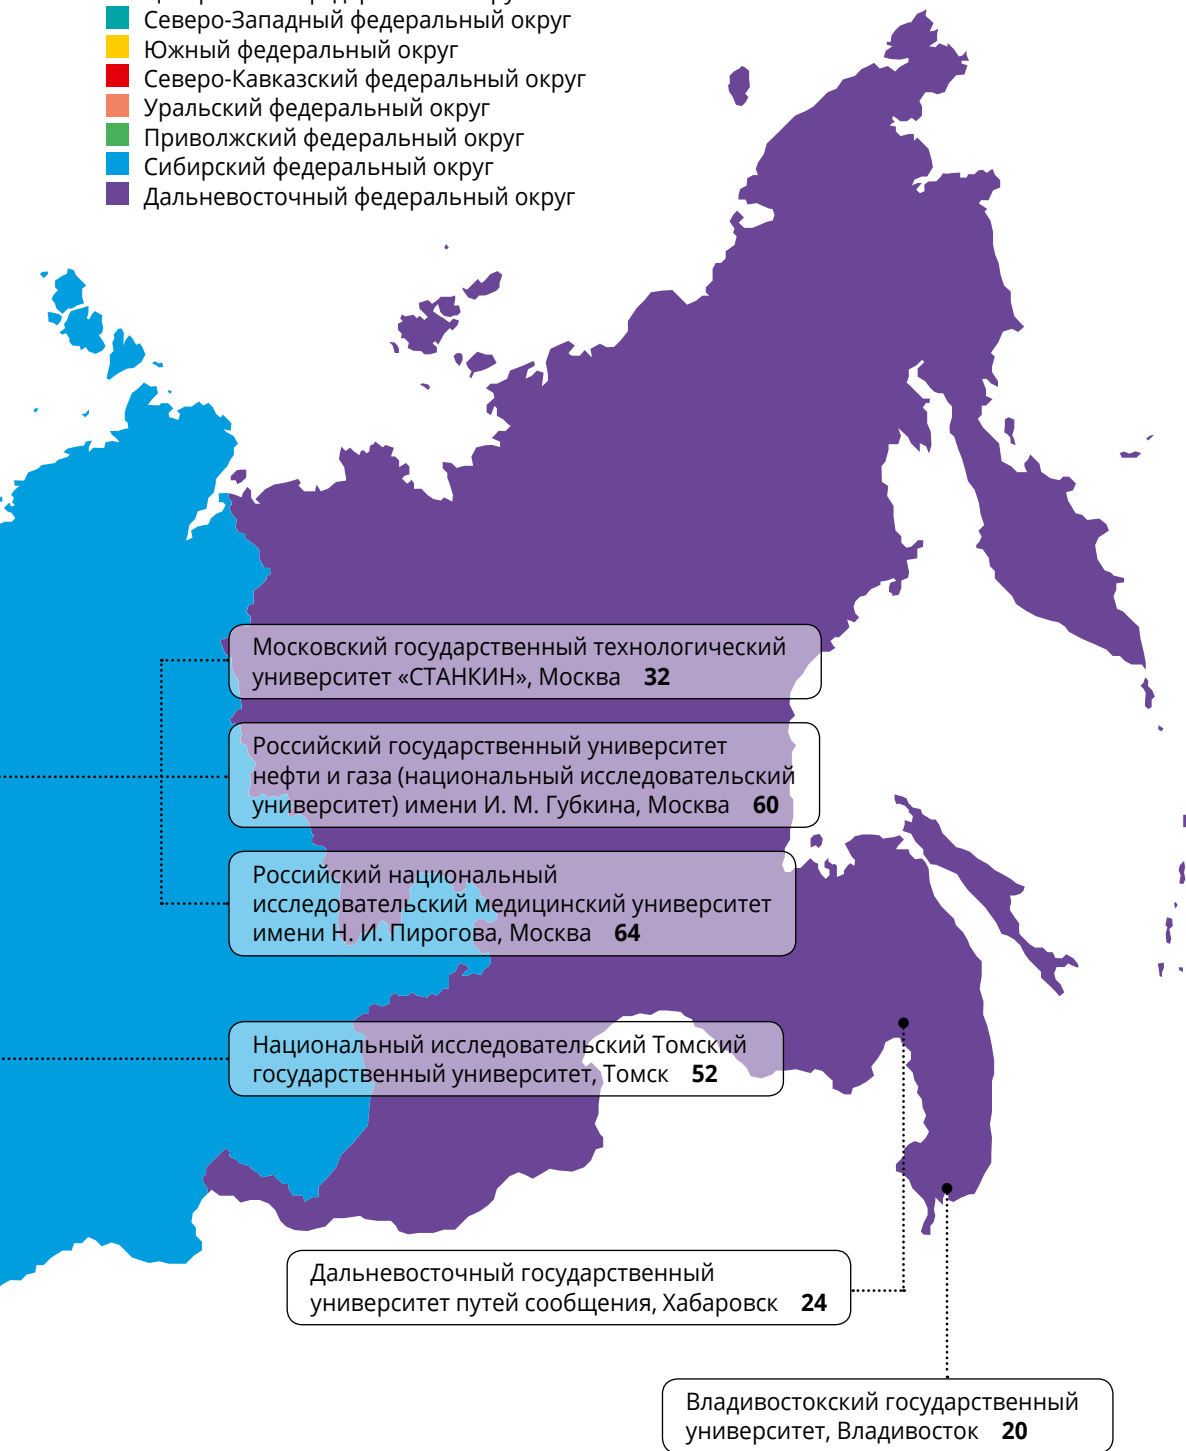 Северо-Западный федеральный округ
Южный федеральный округ
Северо-Кавказский федеральный округ
Уральский федеральный округ
Приволжский федеральный округ
Сибирский федеральный округ
Дальневосточный федеральный округ
Московский государственный технологический
университет «СТАНКИН», Москва 32
Российский государственный университет
нефти и газа (национальный исследовательский
университет) имени И. М. Губкина, Москва 60
Российский национальный
исследовательский медицинский университет
имени Н. И. Пирогова, Москва 64
Национальный исследовательский Томский
государственный университет, Томск 52
Дальневосточный государственный
университет путей сообщения, Хабаровск 24
Владивостокский государственный
университет, Владивосток 20